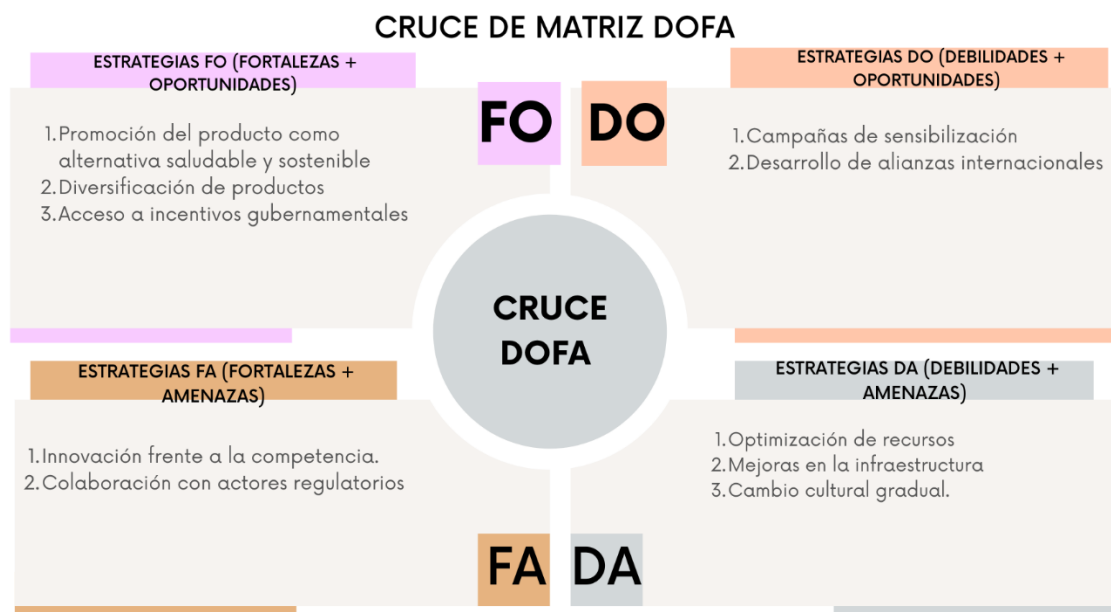 CRUCE DE MATRIZ DOFA
ESTRATEGIAS FO (FORTALEZAS +
OPORTUNIDADES)
FO
1.Promoción del producto como
alternativa saludable y sostenible
2.Diversificación de productos
3.Acceso a incentivos gubernamentales
ESTRATEGIAS DO (DEBILIDADES +
OPORTUNIDADES)
DO
1.Campañas de sensibilización
2.Desarrollo de alianzas internacionales
CRUCE
DOFA
ESTRATEGIAS FA (FORTALEZAS +
AMENAZAS)
1.Innovación frente a la competencia.
2.Colaboración con actores regulatorios
FA
ESTRATEGIAS DA (DEBILIDADES +
AMENAZAS)
1.Optimización de recursos
2.Mejoras en la infraestructura
3.Cambio cultural gradual.
DA